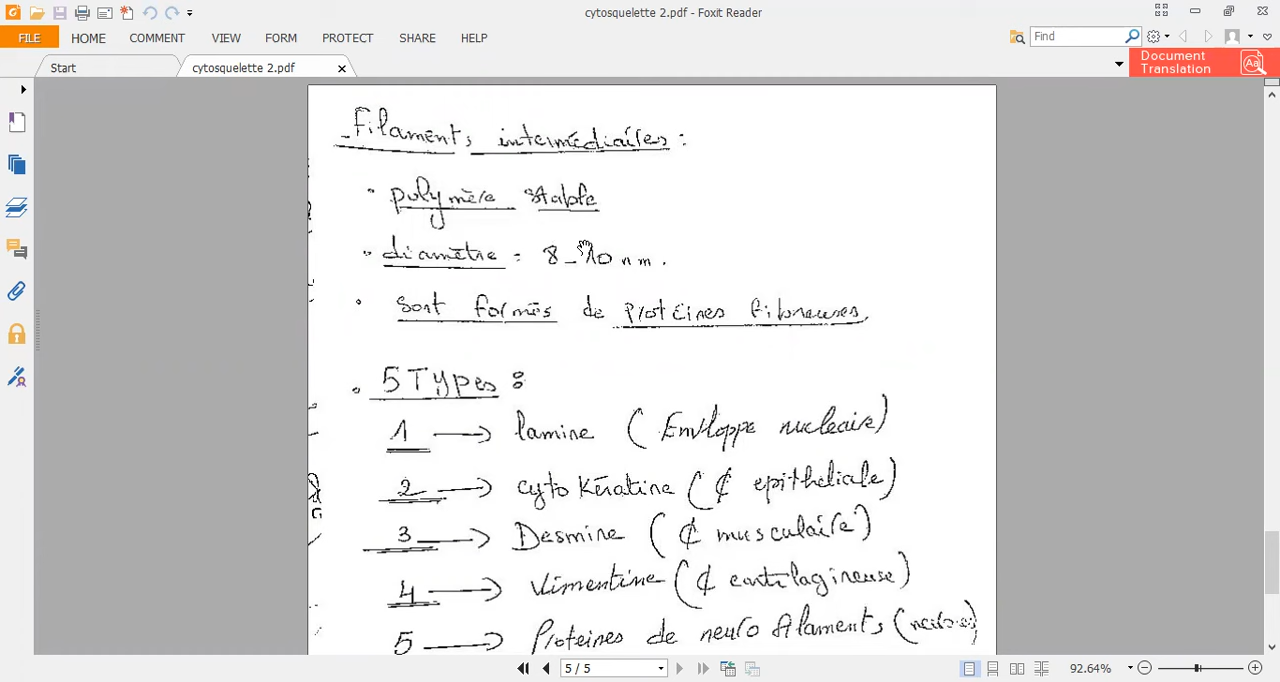 cytosquelette 2.pdf - Foxit Reader
FILE HOME COMMENT VIEW FORM PROTECT SHARE HELP
Find
Start
cytosquelette 2.pdf
Document
Translation
Filaments intermédiaires :
polymère stable
diamètre = 8_10 nm.
sont formés de protéines fibreuses.
5 Types :
1 → lamine (Enveloppe nucleaire)
2 → cyto Kératine (₵ epitheliale)
3 → Desmine (₵ musculaire)
4 → Vimentine (₵ cartilagineuse)
5 → Proteines de neuro filaments
5 / 5
92.64%